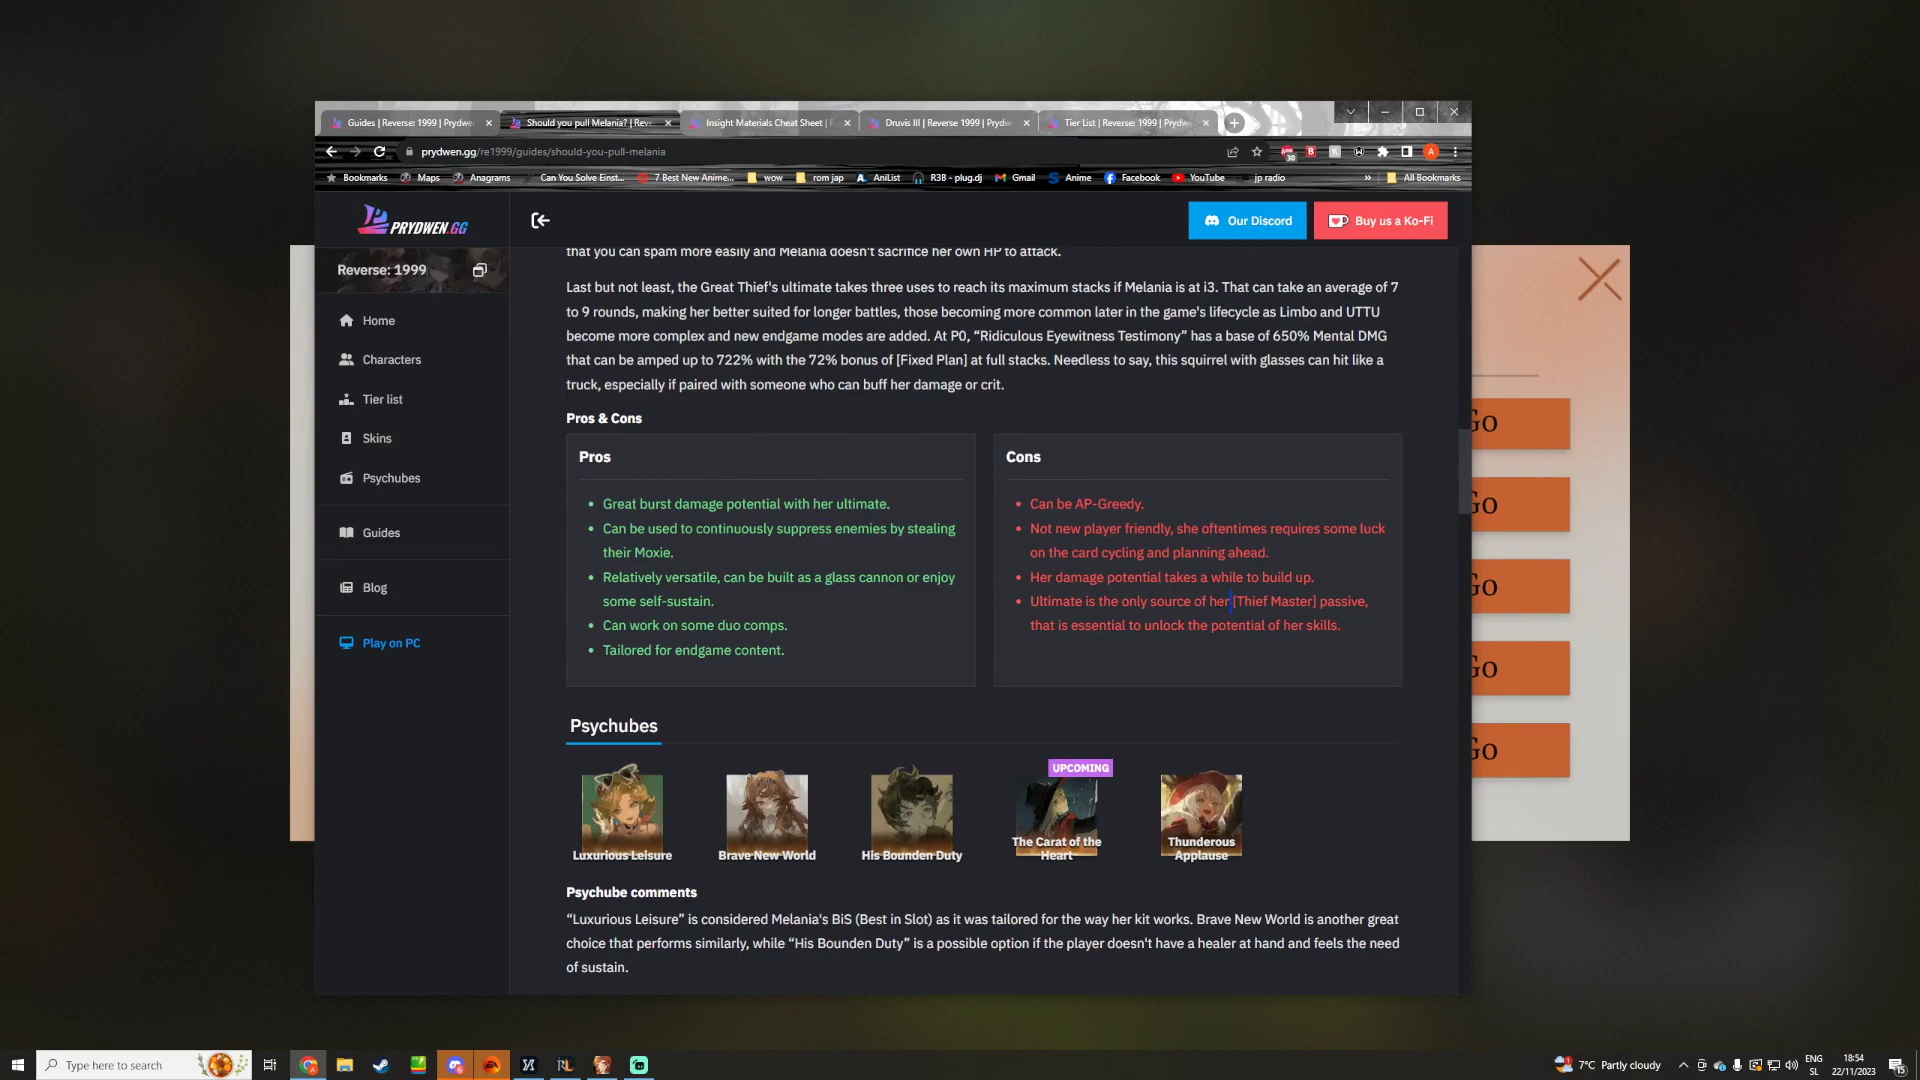 Guides | Reverse: 1999 | Prydwe
Should you pull Melania? | Rev
Insight Materials Cheat Sheet |
Druvis III | Reverse 1999 | Prydw
Tier List | Reverse: 1999 | Prydw
prydwen.gg/re1999/guides/should-you-pull-melania
30
A
Bookmarks
Maps
Anagrams
Can You Solve Einst...
7 Best New Anime...
wow
rom jap
AniList
R3B - plug.dj
Gmail
Anime
Facebook
YouTube
jp radio
»
All Bookmarks
PRYDWEN.GG
Our Discord
Buy us a Ko-Fi
Reverse: 1999
Home
Characters
Tier list
Skins
Psychubes
Guides
Blog
Play on PC
that you can spam more easily and Melania doesn't sacrifice her own HP to attack.
Last but not least, the Great Thief's ultimate takes three uses to reach its maximum stacks if Melania is at i3. That can take an average of 7
to 9 rounds, making her better suited for longer battles, those becoming more common later in the game's lifecycle as Limbo and UTTU
become more complex and new endgame modes are added. At P0, “Ridiculous Eyewitness Testimony” has a base of 650% Mental DMG
that can be amped up to 722% with the 72% bonus of [Fixed Plan] at full stacks. Needless to say, this squirrel with glasses can hit like a
truck, especially if paired with someone who can buff her damage or crit.
Pros & Cons
Pros
Great burst damage potential with her ultimate.
Can be used to continuously suppress enemies by stealing
their Moxie.
Relatively versatile, can be built as a glass cannon or enjoy
some self-sustain.
Can work on some duo comps.
Tailored for endgame content.
Cons
Can be AP-Greedy.
Not new player friendly, she oftentimes requires some luck
on the card cycling and planning ahead.
Her damage potential takes a while to build up.
Ultimate is the only source of her [Thief Master] passive,
that is essential to unlock the potential of her skills.
Psychubes
UPCOMING
Luxurious Leisure
Brave New World
His Bounden Duty
The Carat of the
Heart
Thunderous
Applause
Psychube comments
“Luxurious Leisure” is considered Melania's BiS (Best in Slot) as it was tailored for the way her kit works. Brave New World is another great
choice that performs similarly, while “His Bounden Duty” is a possible option if the player doesn't have a healer at hand and feels the need
of sustain.
Go
Go
Go
Go
Go
Type here to search
7°C Partly cloudy
ENG
SL
18:54
22/11/2023
15